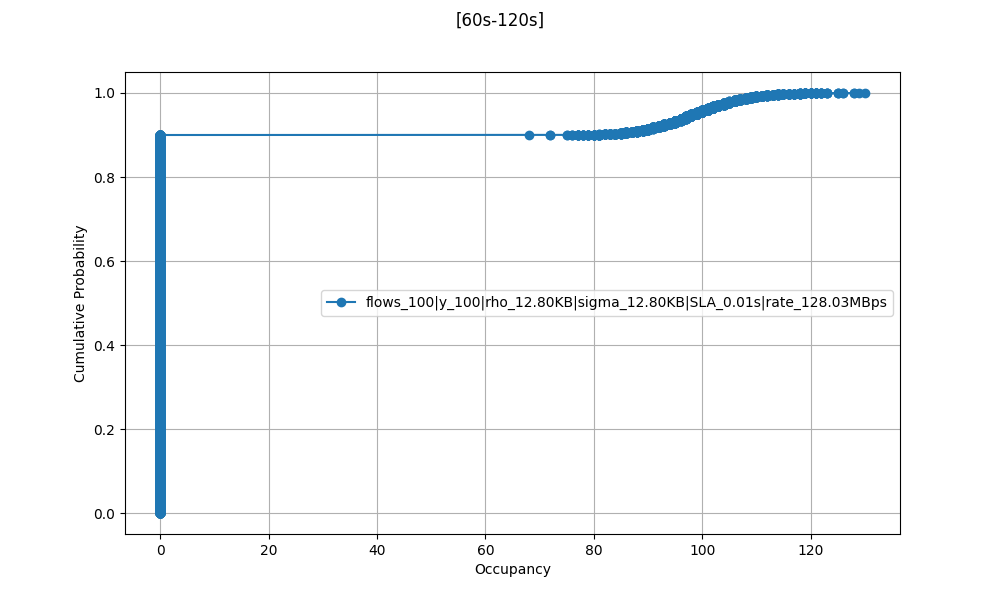 [60s-120s]
1.0
0.8
0.6
0.4
0.2
0.0
Cumulative Probability
flows_100|y_100|rho_12.80KB|sigma_12.80KB|SLA_0.01s|rate_128.03MBps
0 20 40 60 80 100 120
Occupancy